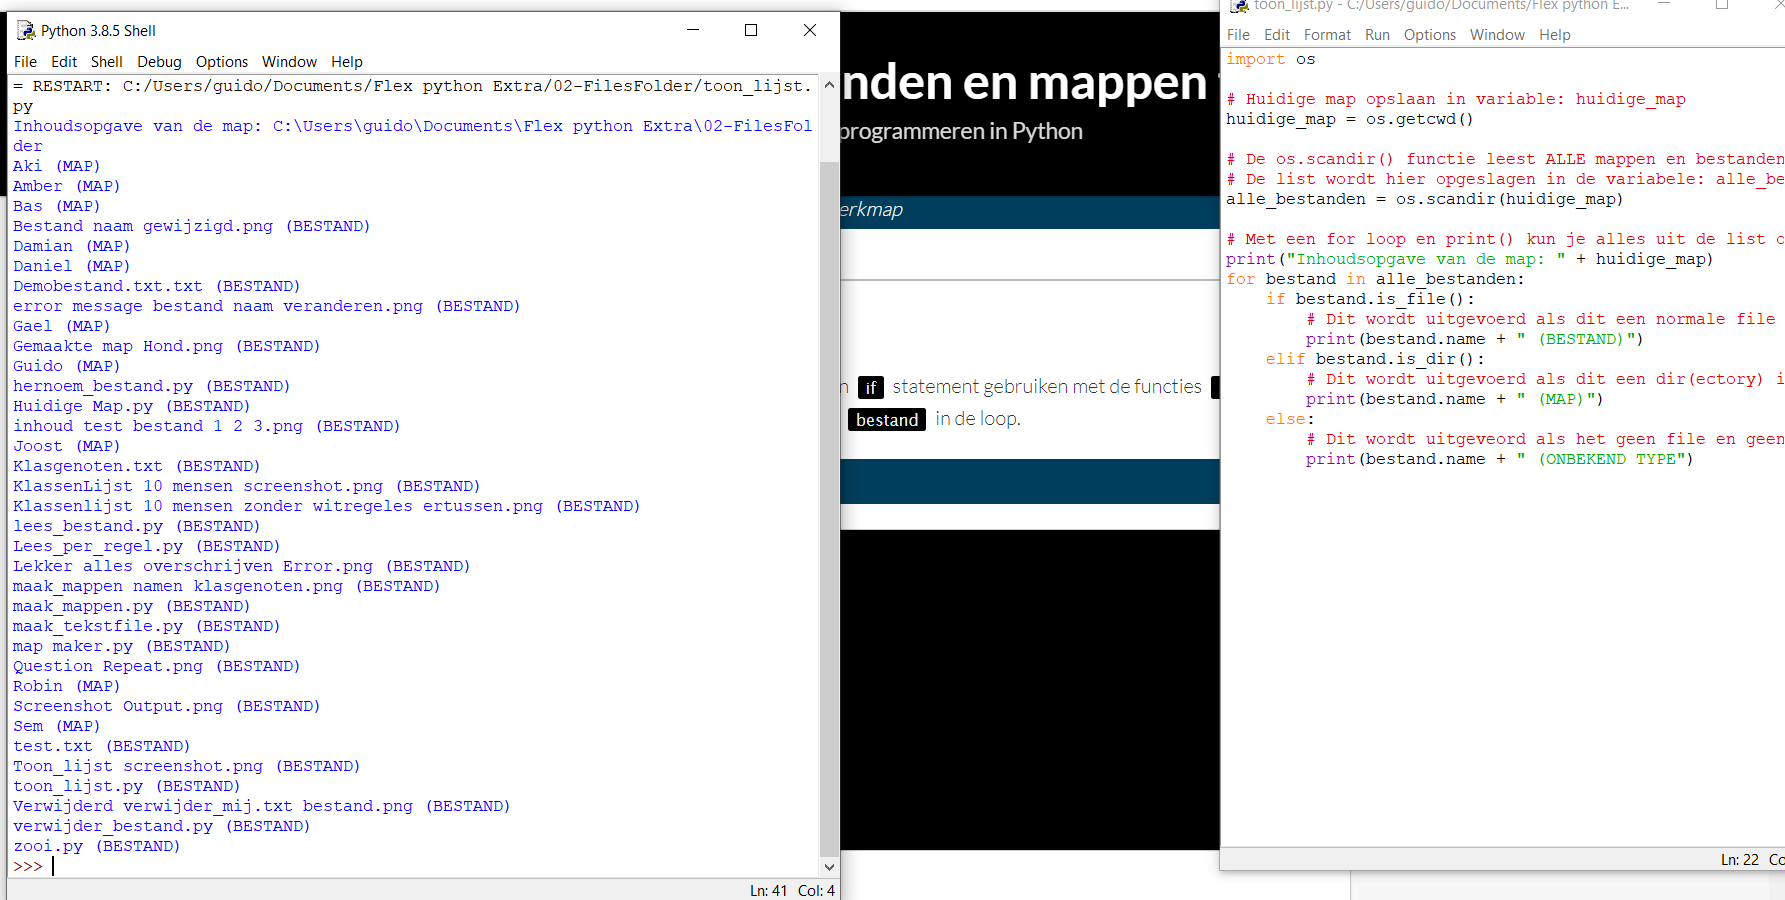 Python 3.8.5 Shell
File Edit Shell Debug Options Window Help
= RESTART: C:/Users/guido/Documents/Flex python Extra/02-FilesFolder/toon_lijst.
py
Inhoudsopgave van de map: C:\Users\guido\Documents\Flex python Extra\02-FilesFol
der
Aki (MAP)
Amber (MAP)
Bas (MAP)
Bestand naam gewijzigd.png (BESTAND)
Damian (MAP)
Daniel (MAP)
Demobestand.txt.txt (BESTAND)
error message bestand naam veranderen.png (BESTAND)
Gael (MAP)
Gemaakte map Hond.png (BESTAND)
Guido (MAP)
hernoem_bestand.py (BESTAND)
Huidige Map.py (BESTAND)
inhoud test bestand 1 2 3.png (BESTAND)
Joost (MAP)
Klasgenoten.txt (BESTAND)
KlassenLijst 10 mensen screenshot.png (BESTAND)
Klassenlijst 10 mensen zonder witregeles ertussen.png (BESTAND)
lees_bestand.py (BESTAND)
Lees_per_regel.py (BESTAND)
Lekker alles overschrijven Error.png (BESTAND)
maak_mappen namen klasgenoten.png (BESTAND)
maak_mappen.py (BESTAND)
maak_tekstfile.py (BESTAND)
map maker.py (BESTAND)
Question Repeat.png (BESTAND)
Robin (MAP)
Screenshot Output.png (BESTAND)
Sem (MAP)
test.txt (BESTAND)
Toon_lijst screenshot.png (BESTAND)
toon_lijst.py (BESTAND)
Verwijderd verwijder_mij.txt bestand.png (BESTAND)
verwijder_bestand.py (BESTAND)
zooi.py (BESTAND)
>>>
Ln: 41 Col: 4
nden en mappen
programmeren in Python
erkmap
n if statement gebruiken met de functies
bestand in de loop.
toon_lijst.py - C:/Users/guido/Documents/Flex python E...
File Edit Format Run Options Window Help
import os
# Huidige map opslaan in variable: huidige_map
huidige_map = os.getcwd()
# De os.scandir() functie leest ALLE mappen en bestanden
# De list wordt hier opgeslagen in de variabele: alle_be
alle_bestanden = os.scandir(huidige_map)
# Met een for loop en print() kun je alles uit de list
print("Inhoudsopgave van de map: " + huidige_map)
for bestand in alle_bestanden:
    if bestand.is_file():
        # Dit wordt uitgevoerd als dit een normale file
        print(bestand.name + " (BESTAND)")
    elif bestand.is_dir():
        # Dit wordt uitgevoerd als dit een dir(ectory) i
        print(bestand.name + " (MAP)")
    else:
        # Dit wordt uitgeveord als het geen file en geen
        print(bestand.name + " (ONBEKEND TYPE")
Ln: 22 Co